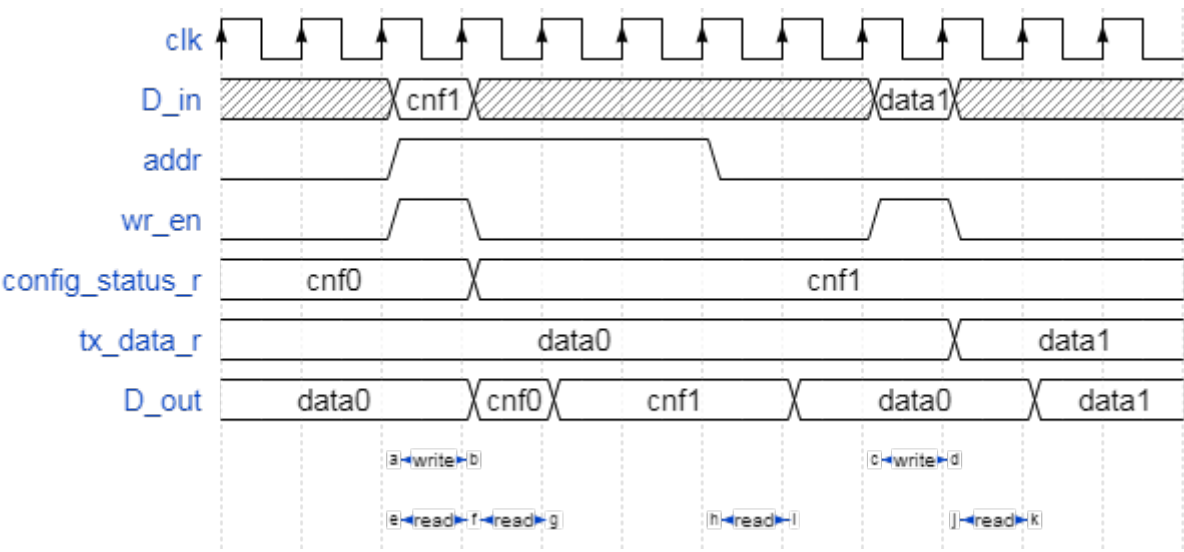 clk
D_in cnf1 data1
addr
wr_en
config_status_r cnf0 cnf1
tx_data_r data0 data1
D_out data0 cnf0 cnf1 data0 data1
a write b c write d
e read f read g h read i j read k